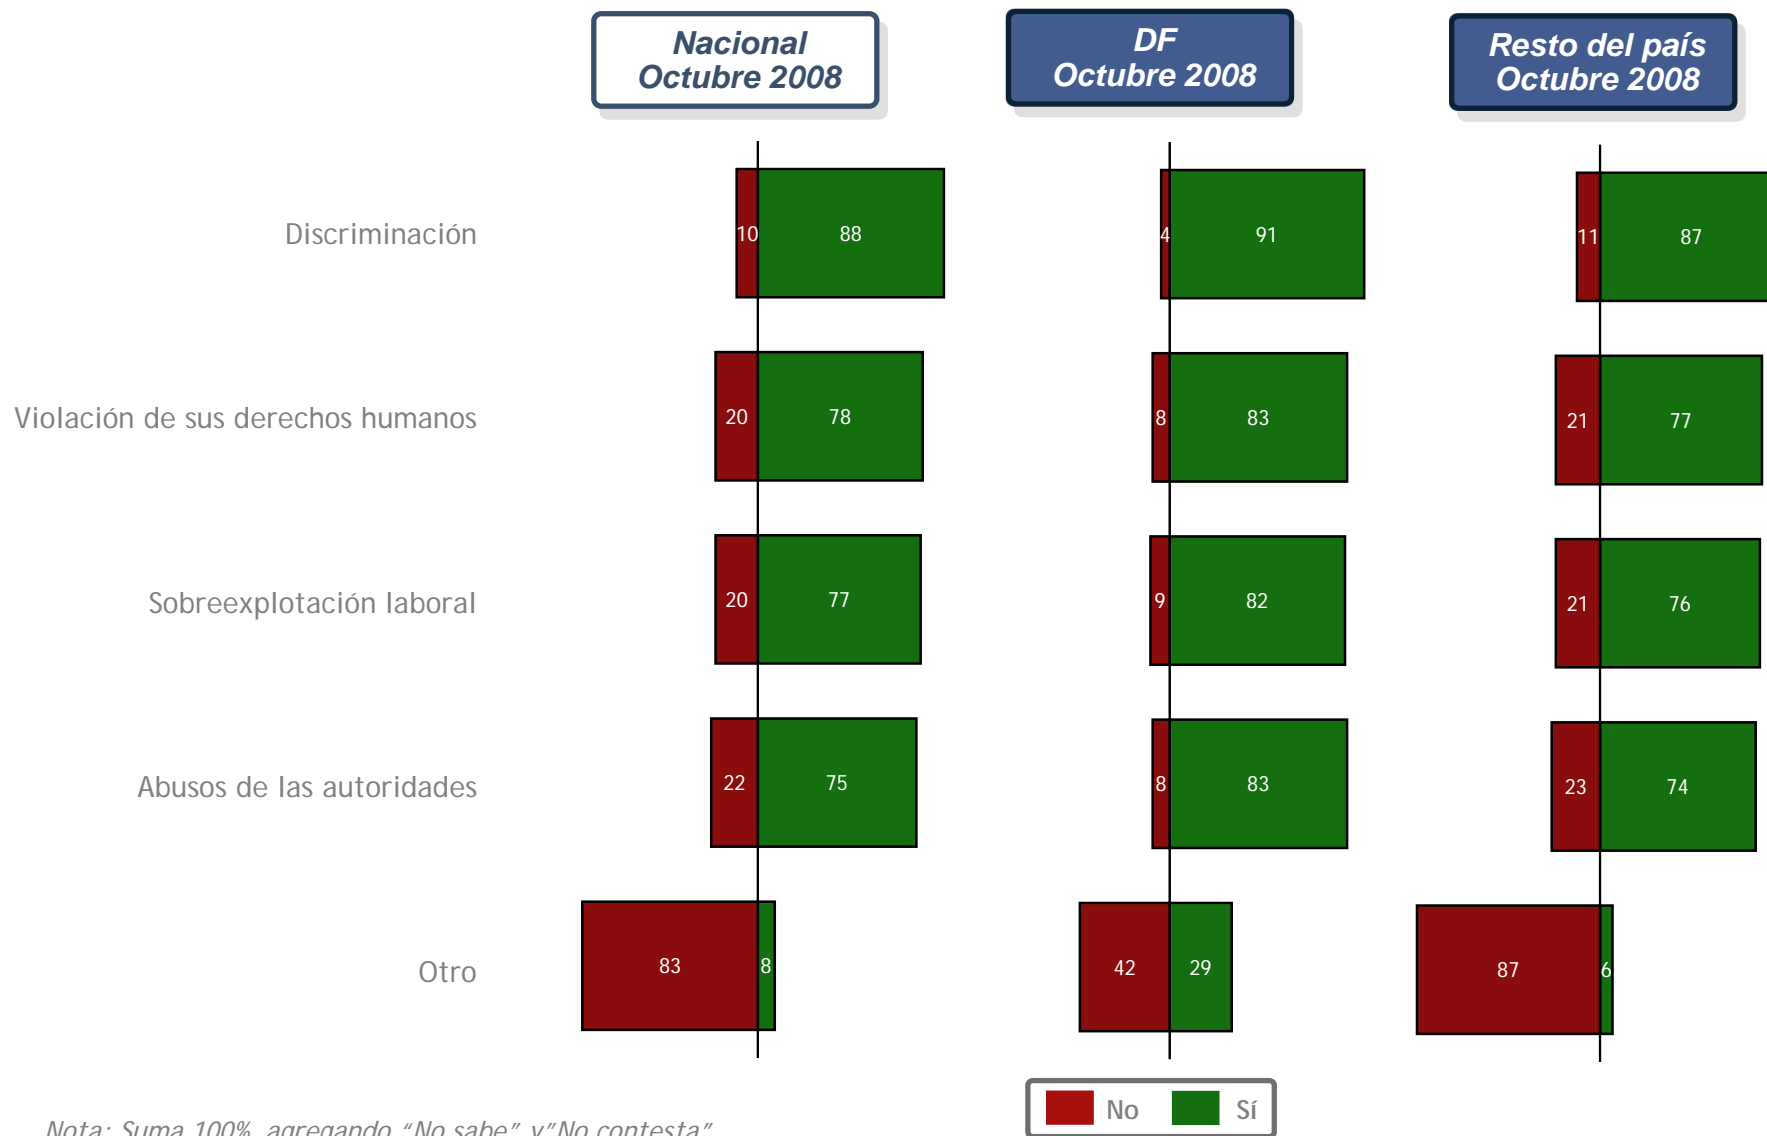 Nacional
Octubre 2008
DF
Octubre 2008
Resto del país
Octubre 2008
Discriminación
10 88
4 91
11 87
Violación de sus derechos humanos
20 78
8 83
21 77
Sobreexplotación laboral
20 77
9 82
21 76
Abusos de las autoridades
22 75
8 83
23 74
Otro
83 8
42 29
87 6
No Sí
Nota: Suma 100%, agregando “No sabe” y”No contesta”